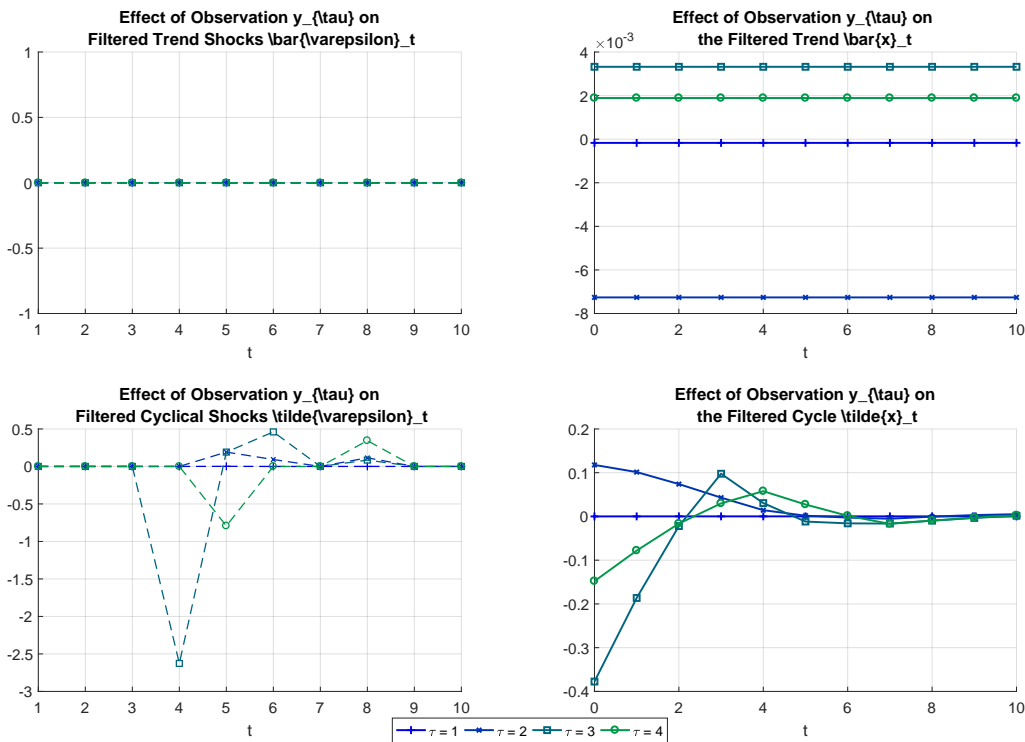 Effect of Observation y_{\tau} on
Filtered Trend Shocks \bar{\varepsilon}_t
1
0.5
0
-0.5
-1
1 2 3 4 5 6 7 8 9 10
t
Effect of Observation y_{\tau} on
the Filtered Trend \bar{x}_t
×10⁻³
4
2
0
-2
-4
-6
-8
0 2 4 6 8 10
t
Effect of Observation y_{\tau} on
Filtered Cyclical Shocks \tilde{\varepsilon}_t
0.5
0
-0.5
-1
-1.5
-2
-2.5
-3
1 2 3 4 5 6 7 8 9 10
t
Effect of Observation y_{\tau} on
the Filtered Cycle \tilde{x}_t
0.2
0.1
0
-0.1
-0.2
-0.3
-0.4
0 2 4 6 8 10
t
τ = 1 τ = 2 τ = 3 τ = 4